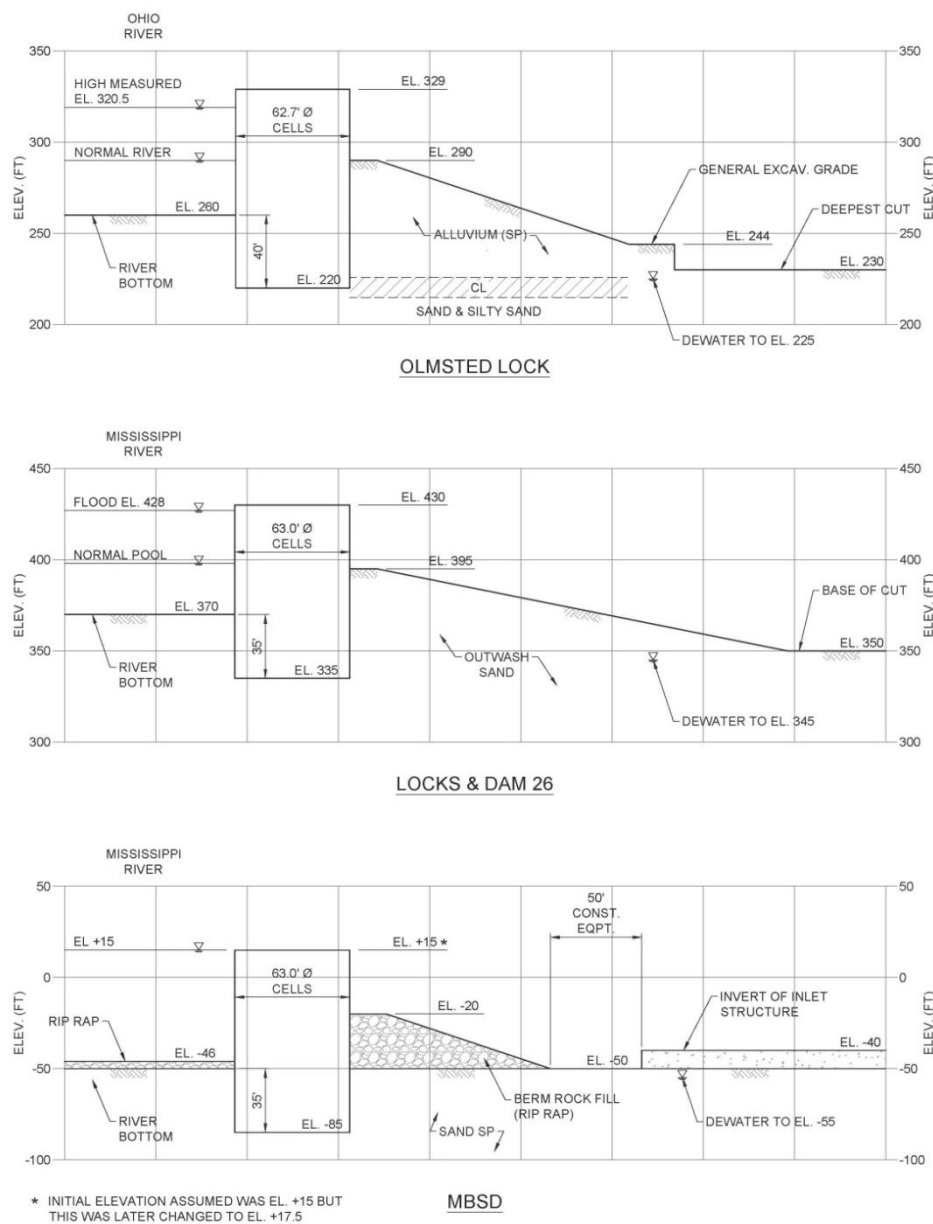 OHIO
RIVER
350
ELEV. (FT)
300
250
200
HIGH MEASURED
EL. 320.5
NORMAL RIVER
EL. 260
RIVER
BOTTOM
62.7' Ø
CELLS
40'
EL. 220
EL. 329
EL. 290
ALLUVIUM (SP)
CL
SAND & SILTY SAND
GENERAL EXCAV. GRADE
DEEPEST CUT
EL. 244
EL. 230
DEWATER TO EL. 225
350
ELEV. (FT)
300
250
200
OLMSTED LOCK
MISSISSIPPI
RIVER
450
ELEV. (FT)
400
350
300
FLOOD EL. 428
NORMAL POOL
EL. 370
RIVER
BOTTOM
63.0' Ø
CELLS
35'
EL. 335
EL. 430
EL. 395
OUTWASH
SAND
BASE OF CUT
EL. 350
DEWATER TO EL. 345
450
ELEV. (FT)
400
350
300
LOCKS & DAM 26
MISSISSIPPI
RIVER
50
ELEV. (FT)
0
-50
-100
EL +15
RIP RAP
EL. -46
RIVER
BOTTOM
63.0' Ø
CELLS
35'
EL. -85
EL. +15 *
EL. -20
50'
CONST.
EQPT.
INVERT OF INLET
STRUCTURE
EL. -50
EL. -40
BERM ROCK FILL
(RIP RAP)
SAND SP
DEWATER TO EL. -55
50
ELEV. (FT)
0
-50
-100
* INITIAL ELEVATION ASSUMED WAS EL. +15 BUT
THIS WAS LATER CHANGED TO EL. +17.5
MBSD